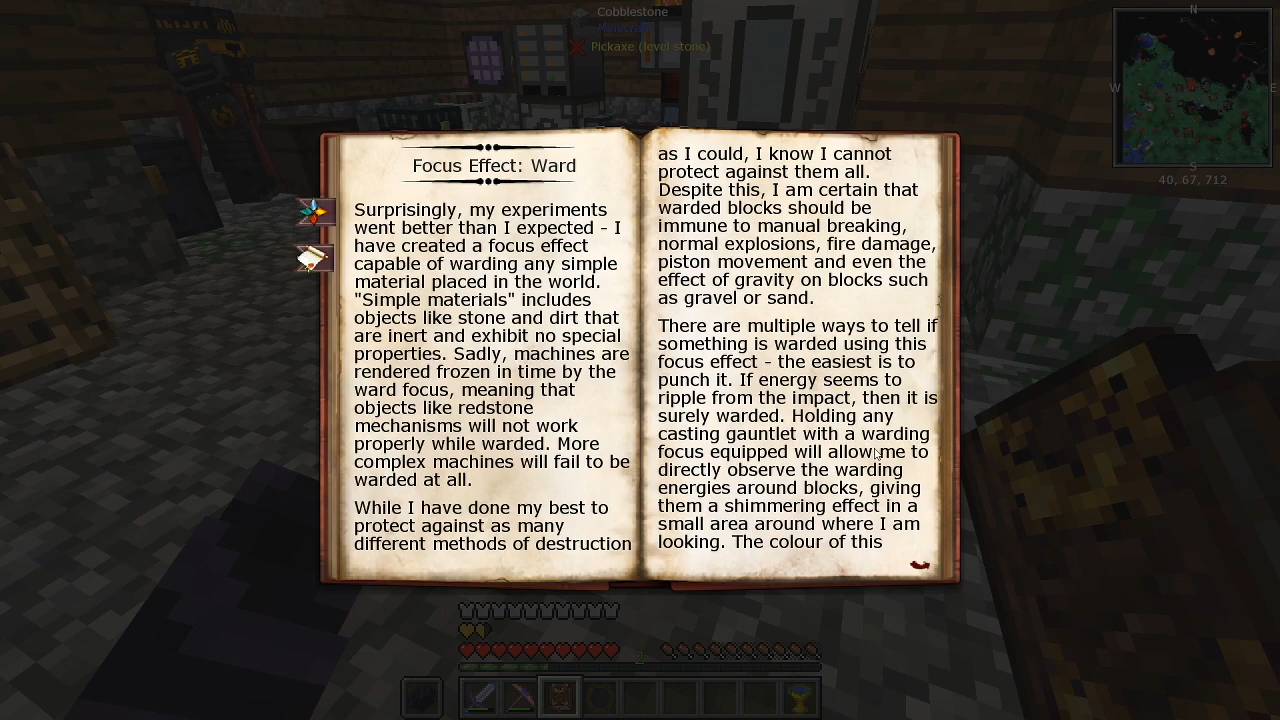 Cobblestone
Minecraft
Pickaxe (level stone)
N
W
E
S
40, 67, 712
Focus Effect: Ward
Surprisingly, my experiments
went better than I expected - I
have created a focus effect
capable of warding any simple
material placed in the world.
"Simple materials" includes
objects like stone and dirt that
are inert and exhibit no special
properties. Sadly, machines are
rendered frozen in time by the
ward focus, meaning that
objects like redstone
mechanisms will not work
properly while warded. More
complex machines will fail to be
warded at all.
While I have done my best to
protect against as many
different methods of destruction
as I could, I know I cannot
protect against them all.
Despite this, I am certain that
warded blocks should be
immune to manual breaking,
normal explosions, fire damage,
piston movement and even the
effect of gravity on blocks such
as gravel or sand.
There are multiple ways to tell if
something is warded using this
focus effect - the easiest is to
punch it. If energy seems to
ripple from the impact, then it is
surely warded. Holding any
casting gauntlet with a warding
focus equipped will allow me to
directly observe the warding
energies around blocks, giving
them a shimmering effect in a
small area around where I am
looking. The colour of this
2